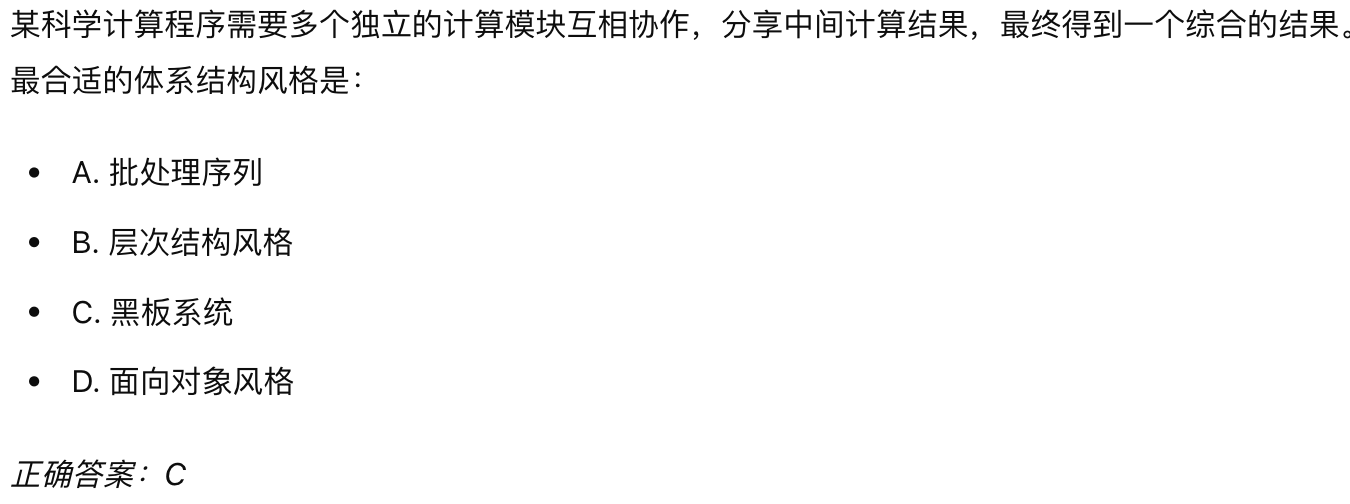 某科学计算程序需要多个独立的计算模块互相协作，分享中间计算结果，最终得到一个综合的结果。
最合适的体系结构风格是：
• A. 批处理序列
• B. 层次结构风格
• C. 黑板系统
• D. 面向对象风格
正确答案：C